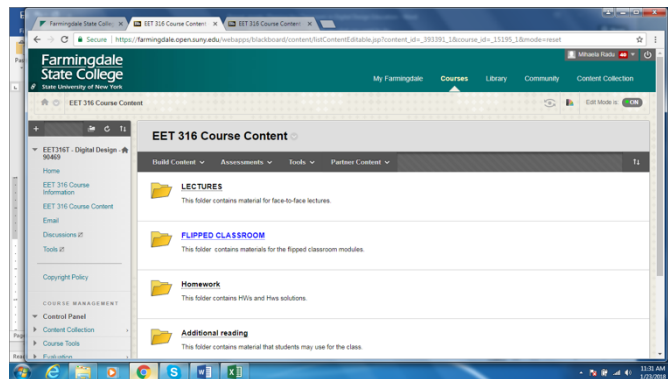 Farmingdale State Colle
EET 316 Course Content
EET 316 Course Content
Secure
https://farmingdale.open.suny.edu/webapps/blackboard/content/listContentEditable.jsp?content_id=_393391_1&course_id=_15195_1&mode=reset
Farmingdale
State College
State University of New York
Mihaela Radu
My Farmingdale
Courses
Library
Community
Content Collection
EET 316 Course Content
Edit Mode is:
ON
EET316T - Digital Design -
90469
Home
EET 316 Course
Information
EET 316 Course Content
Email
Discussions
Tools
Copyright Policy
COURSE MANAGEMENT
Control Panel
Content Collection
Course Tools
Evaluation
EET 316 Course Content
Build Content
Assessments
Tools
Partner Content
LECTURES
This folder contains material for face-to-face lectures.
FLIPPED CLASSROOM
This folder contains materials for the flipped classroom modules.
Homework
This folder contains HWs and Hws solutions.
Additional reading
This folder contains material that students may use for the class.
11:31 AM
1/23/2018